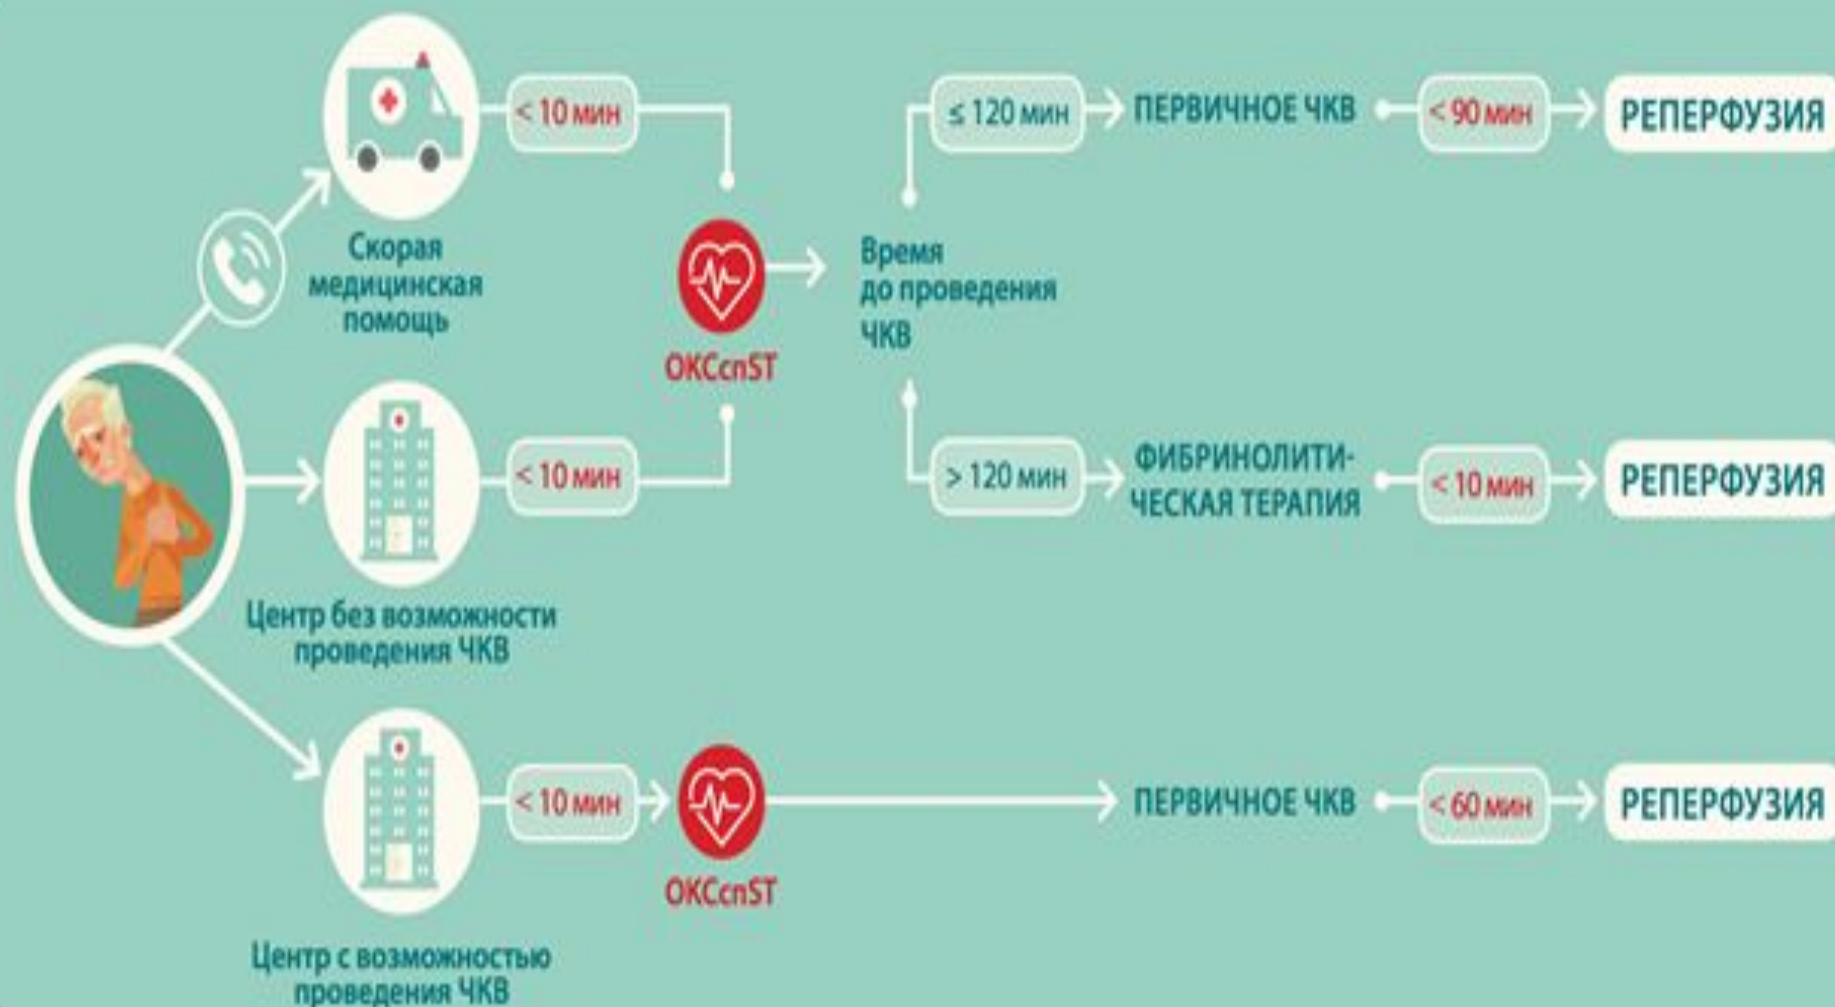 < 10 мин
≤ 120 мин
ПЕРВИЧНОЕ ЧКВ
< 90 мин
РЕПЕРФУЗИЯ
Скорая
медицинская
помощь
ОКСспST
Время
до проведения
ЧКВ
< 10 мин
> 120 мин
ФИБРИНОЛИТИ-
ЧЕСКАЯ ТЕРАПИЯ
< 10 мин
РЕПЕРФУЗИЯ
Центр без возможности
проведения ЧКВ
< 10 мин
ОКСспST
ПЕРВИЧНОЕ ЧКВ
< 60 мин
РЕПЕРФУЗИЯ
Центр с возможностью
проведения ЧКВ